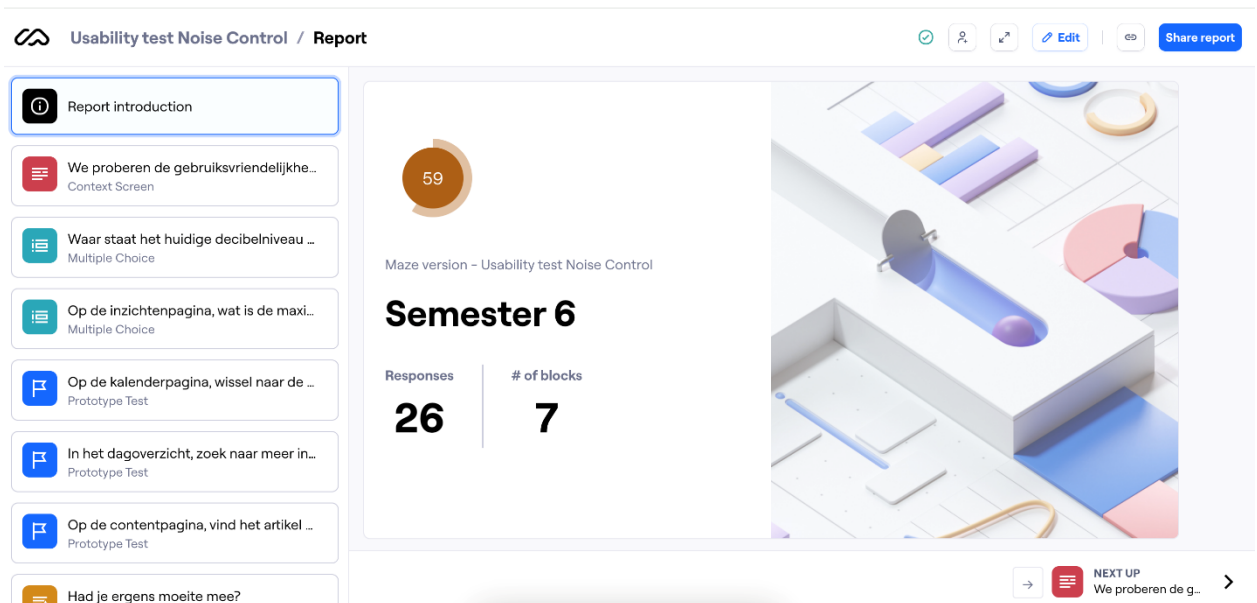 Usability test Noise Control / Report
Edit
Share report
Report introduction
We proberen de gebruiksvriendelijkhe...
Context Screen
Waar staat het huidige decibelniveau ...
Multiple Choice
Op de inzichtenpagina, wat is de maxi...
Multiple Choice
Op de kalenderpagina, wissel naar de ...
Prototype Test
In het dagoverzicht, zoek naar meer in...
Prototype Test
Op de contentpagina, vind het artikel ...
Prototype Test
Had je ergens moeite mee?
59
Maze version - Usability test Noise Control
Semester 6
Responses
# of blocks
26
7
NEXT UP
We proberen de g...